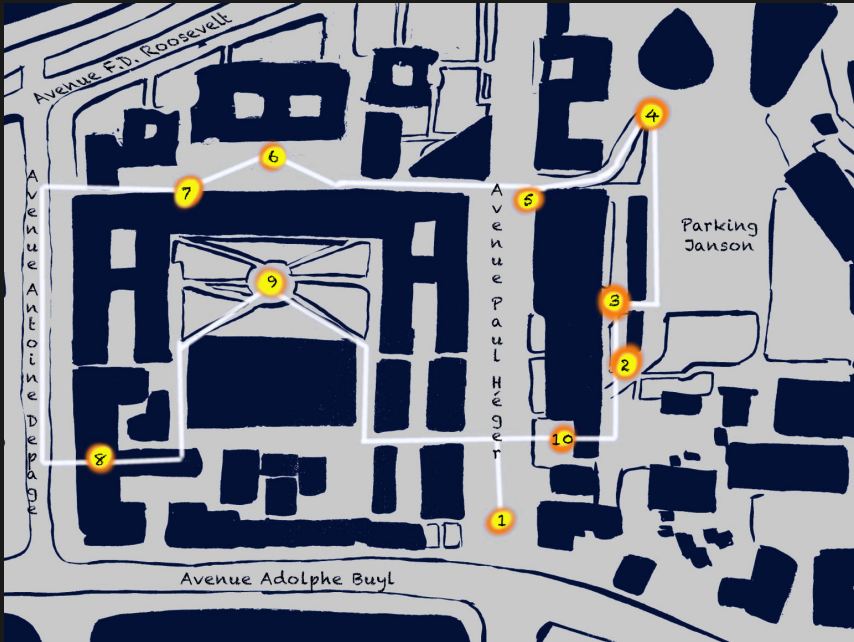 Avenue F.D. Roosevelt
4
6
Avenue Antoine Depage
7
Avenue Paul Héger
5
Parking
Janson
9
3
2
10
8
1
Avenue Adolphe Buyl